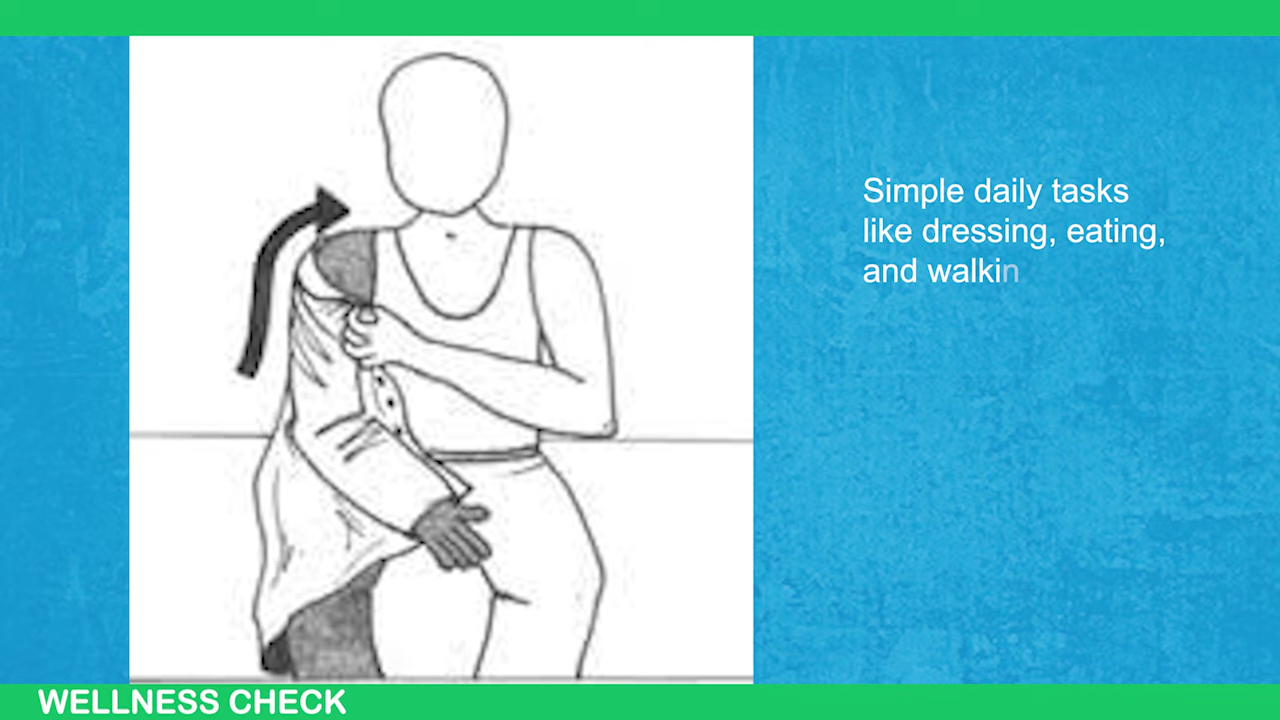 Simple daily tasks
like dressing, eating,
and walkin
WELLNESS CHECK